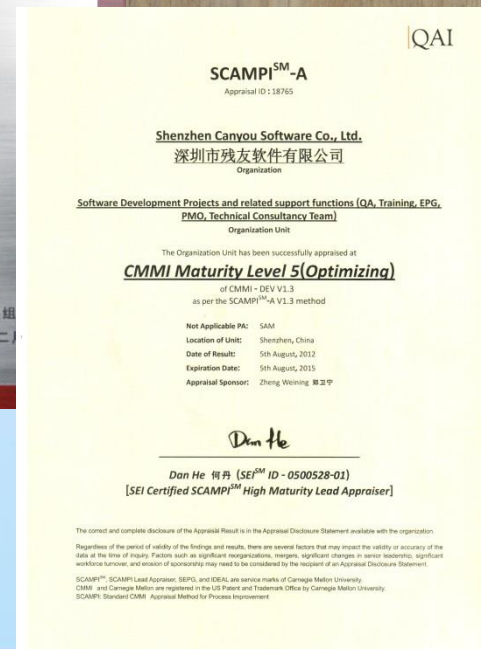 QAI
SCAMPI^SM-A
Appraisal ID : 18765
Shenzhen Canyou Software Co., Ltd.
深圳市残友软件有限公司
Organization
Software Development Projects and related support functions (QA, Training, EPG,
PMO, Technical Consultancy Team)
Organization Unit
The Organization Unit has been successfully appraised at
CMMI Maturity Level 5(Optimizing)
of CMMI - DEV V1.3
as per the SCAMPI^SM-A V1.3 method
Not Applicable PA: SAM
Location of Unit: Shenzhen, China
Date of Result: 5th August, 2012
Expiration Date: 5th August, 2015
Appraisal Sponsor: Zheng Weining 郑卫宁
Dan He
Dan He 何丹 (SEI^SM ID - 0500528-01)
[SEI Certified SCAMPI^SM High Maturity Lead Appraiser]
The correct and complete disclosure of the Appraisal Result is in the Appraisal Disclosure Statement available with the organization.
Regardless of the period of validity of the findings and results, there are several factors that may impact the validity or accuracy of the
data at the time of inquiry. Factors such as significant reorganizations, mergers, significant changes in senior leadership, significant
workforce turnover, and erosion of sponsorship may need to be considered by the recipient of an Appraisal Disclosure Statement.
SCAMPI^SM, SCAMPI Lead Appraiser, SEPG, and IDEAL are service marks of Carnegie Mellon University.
CMMI and Carnegie Mellon are registered in the US Patent and Trademark Office by Carnegie Mellon University.
SCAMPI: Standard CMMI Appraisal Method for Process Improvement
组
二